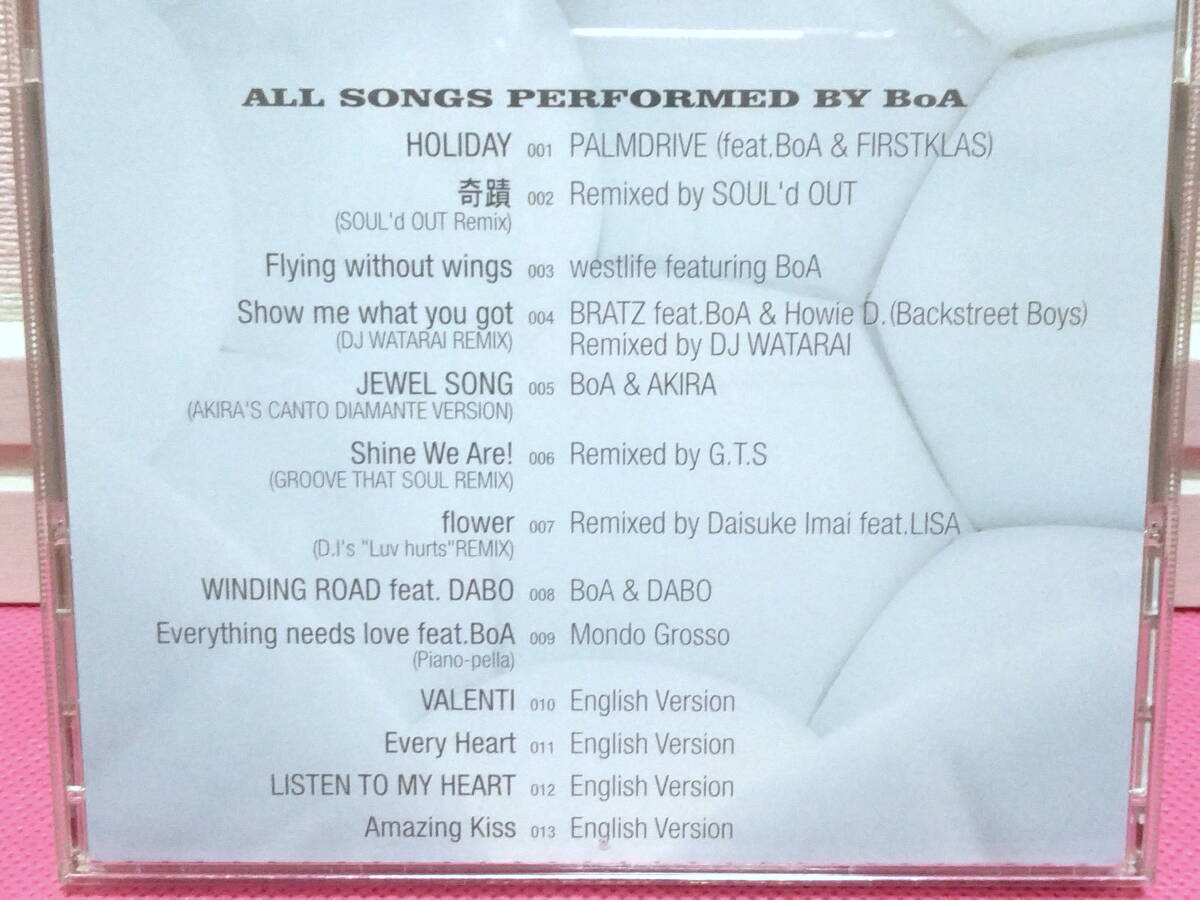 ALL SONGS PERFORMED BY BoA
HOLIDAY 001 PALMDRIVE (feat.BoA & FIRSTKLAS)
奇蹟 002 Remixed by SOUL'd OUT
(SOUL'd OUT Remix)
Flying without wings 003 westlife featuring BoA
Show me what you got 004 BRATZ feat.BoA & Howie D.(Backstreet Boys)
(DJ WATARAI REMIX) Remixed by DJ WATARAI
JEWEL SONG 005 BoA & AKIRA
(AKIRA'S CANTO DIAMANTE VERSION)
Shine We Are! 006 Remixed by G.T.S
(GROOVE THAT SOUL REMIX)
flower 007 Remixed by Daisuke Imai feat.LISA
(D.I's "Luv hurts"REMIX)
WINDING ROAD feat. DABO 008 BoA & DABO
Everything needs love feat.BoA 009 Mondo Grosso
(Piano-pella)
VALENTI 010 English Version
Every Heart 011 English Version
LISTEN TO MY HEART 012 English Version
Amazing Kiss 013 English Version